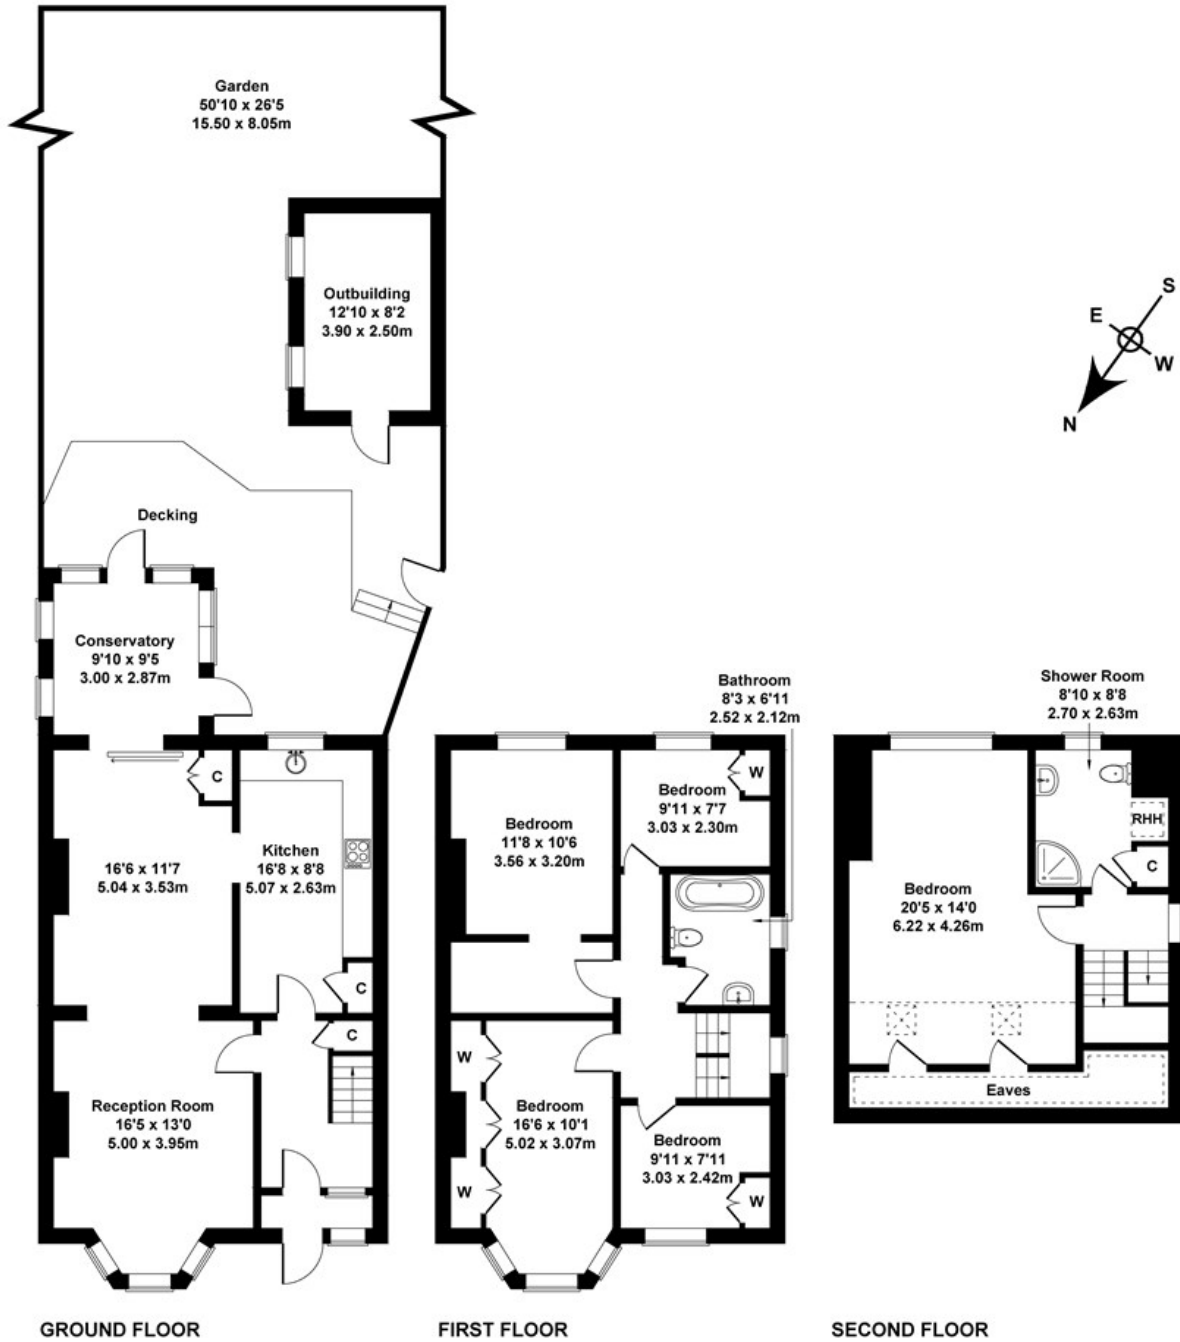 Garden
50'10 x 26'5
15.50 x 8.05m
Outbuilding
12'10 x 8'2
3.90 x 2.50m
S
E
W
N
Decking
Conservatory
9'10 x 9'5
3.00 x 2.87m
C
16'6 x 11'7
5.04 x 3.53m
Kitchen
16'8 x 8'8
5.07 x 2.63m
C
C
Reception Room
16'5 x 13'0
5.00 x 3.95m
GROUND FLOOR
Bathroom
8'3 x 6'11
2.52 x 2.12m
W
Bedroom
9'11 x 7'7
3.03 x 2.30m
Bedroom
11'8 x 10'6
3.56 x 3.20m
W
Bedroom
16'6 x 10'1
5.02 x 3.07m
W
Bedroom
9'11 x 7'11
3.03 x 2.42m
W
FIRST FLOOR
Shower Room
8'10 x 8'8
2.70 x 2.63m
RHH
C
Bedroom
20'5 x 14'0
6.22 x 4.26m
Eaves
SECOND FLOOR